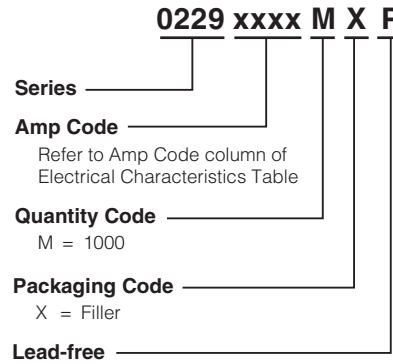 0229 xxxx M X P
Series
Amp Code
Refer to Amp Code column of
Electrical Characteristics Table
Quantity Code
M = 1000
Packaging Code
X = Filler
Lead-free